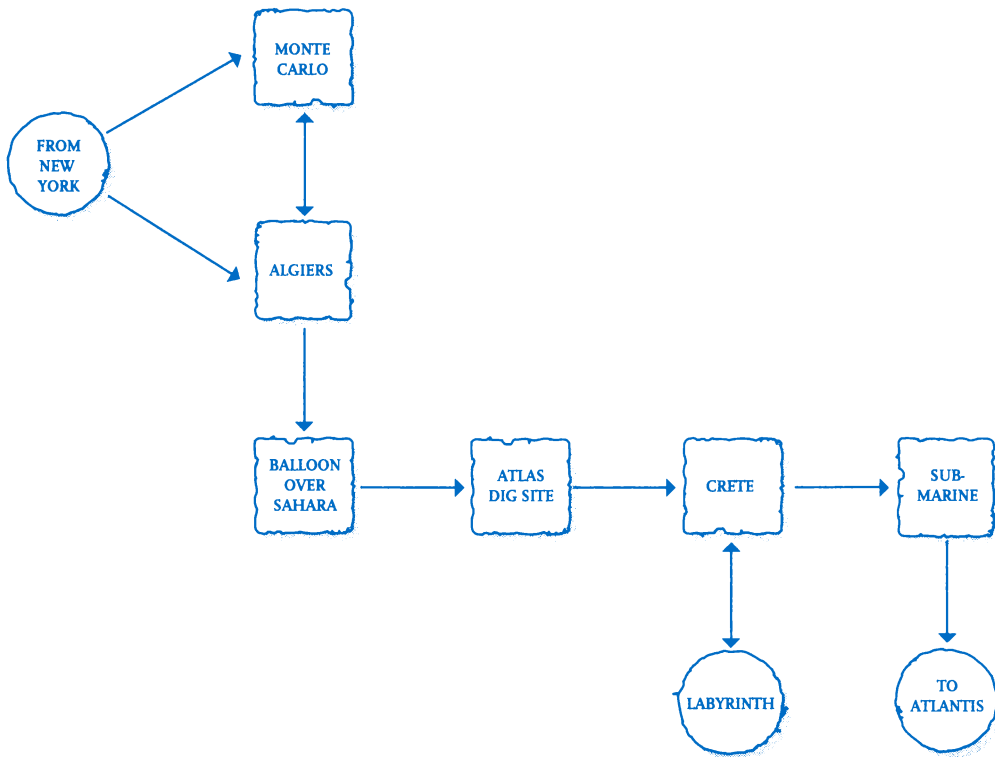 MONTE
CARLO
FROM
NEW
YORK
ALGIERS
BALLOON
OVER
SAHARA
ATLAS
DIG SITE
CRETE
SUB-
MARINE
LABYRINTH
TO
ATLANTIS